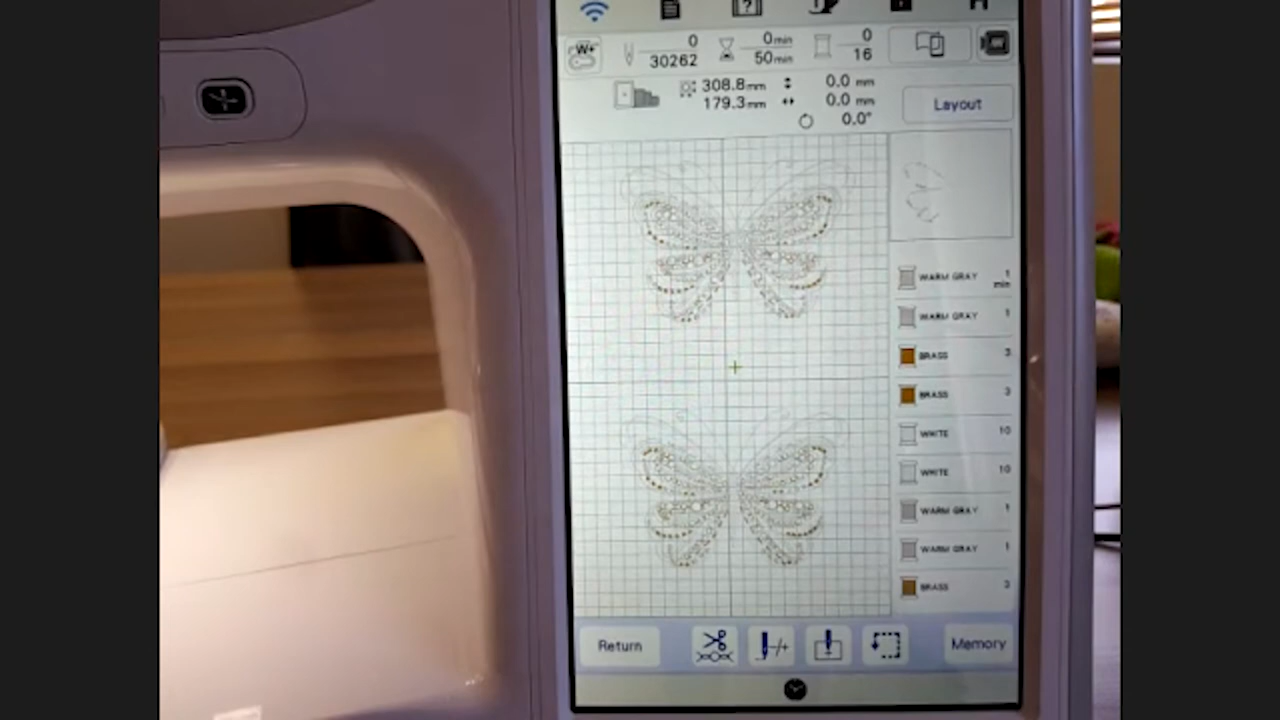 W+
0
30262
0min
50min
0
16
308.8mm
179.3mm
0.0 mm
0.0 mm
0.0°
Layout
WARM GRAY 1
min
WARM GRAY 1
BRASS 3
BRASS 3
WHITE 10
WHITE 10
WARM GRAY 1
WARM GRAY 1
BRASS 3
Return
-/+
Memory